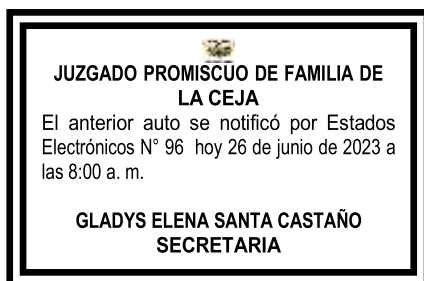 JUZGADO PROMISCUO DE FAMILIA DE
LA CEJA
El anterior auto se notificó por Estados
Electrónicos N° 96 hoy 26 de junio de 2023 a
las 8:00 a. m.
GLADYS ELENA SANTA CASTAÑO
SECRETARIA